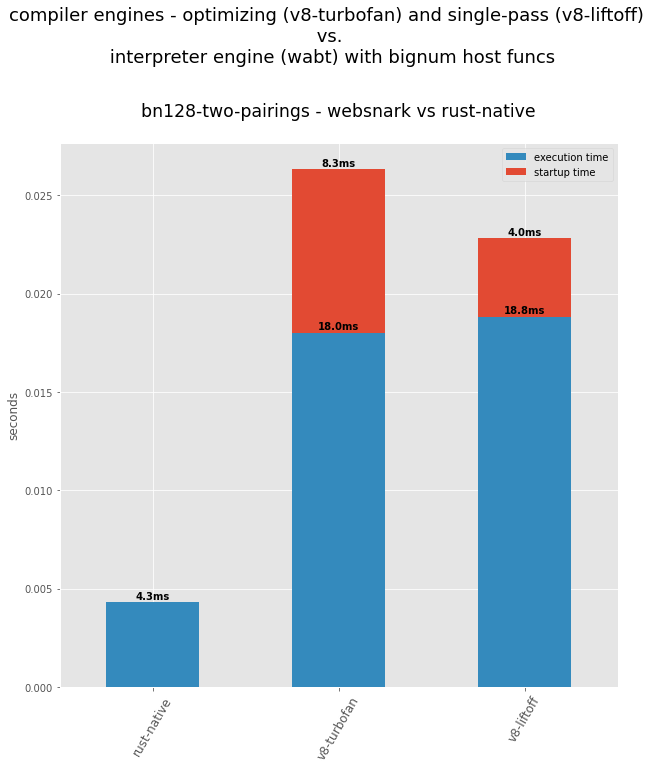 compiler engines - optimizing (v8-turbofan) and single-pass (v8-liftoff)
vs.
interpreter engine (wabt) with bignum host funcs
bn128-two-pairings - websnark vs rust-native
execution time
startup time
8.3ms
4.0ms
18.0ms
18.8ms
4.3ms
seconds
0.025
0.020
0.015
0.010
0.005
0.000
rust-native
v8-turbofan
v8-liftoff